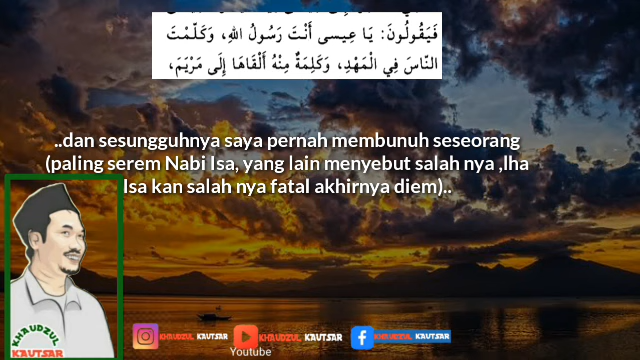 فَيَقُولُونَ: يَا عِيسى أَنْتَ رَسُولُ اللهِ، وَكَلَّمْتَ
النَّاسَ فِي الْمَهْدِ، وَكَلِمَةٌ مِنْهُ أَلْقَاهَا إِلَى مَرْيَمَ،
..dan sesungguhnya saya pernah membunuh seseorang
(paling serem Nabi Isa, yang lain menyebut salah nya ,lha
Isa kan salah nya fatal akhirnya diem)..
KHAUDZUL
KAUTSAR
KHAUDZUL KAUTSAR
KHAUDZUL KAUTSAR
KHAUDZUL KAUTSAR
Youtube